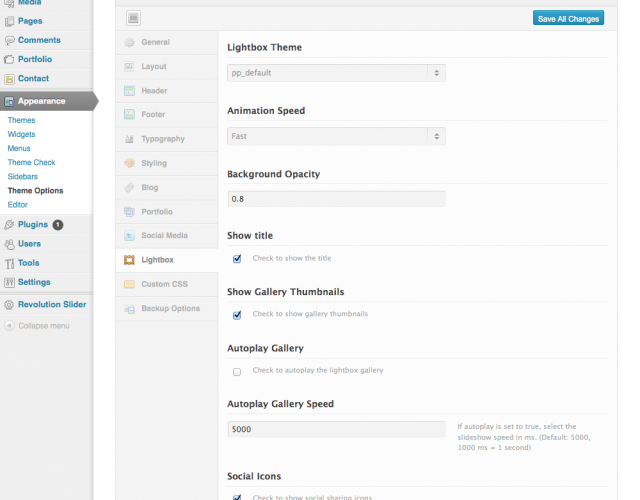 Media
Pages
Comments
Portfolio
Contact
Appearance
Themes
Widgets
Menus
Theme Check
Sidebars
Theme Options
Editor
Plugins 1
Users
Tools
Settings
Revolution Slider
Collapse menu
Save All Changes
General
Layout
Header
Footer
Typography
Styling
Blog
Portfolio
Social Media
Lightbox
Custom CSS
Backup Options
Lightbox Theme
pp_default
Animation Speed
Fast
Background Opacity
0.8
Show title
Check to show the title
Show Gallery Thumbnails
Check to show gallery thumbnails
Autoplay Gallery
Check to autoplay the lightbox gallery
Autoplay Gallery Speed
5000
If autoplay is set to true, select the
slideshow speed in ms. (Default: 5000,
1000 ms = 1 second)
Social Icons
Check to show social sharing icons